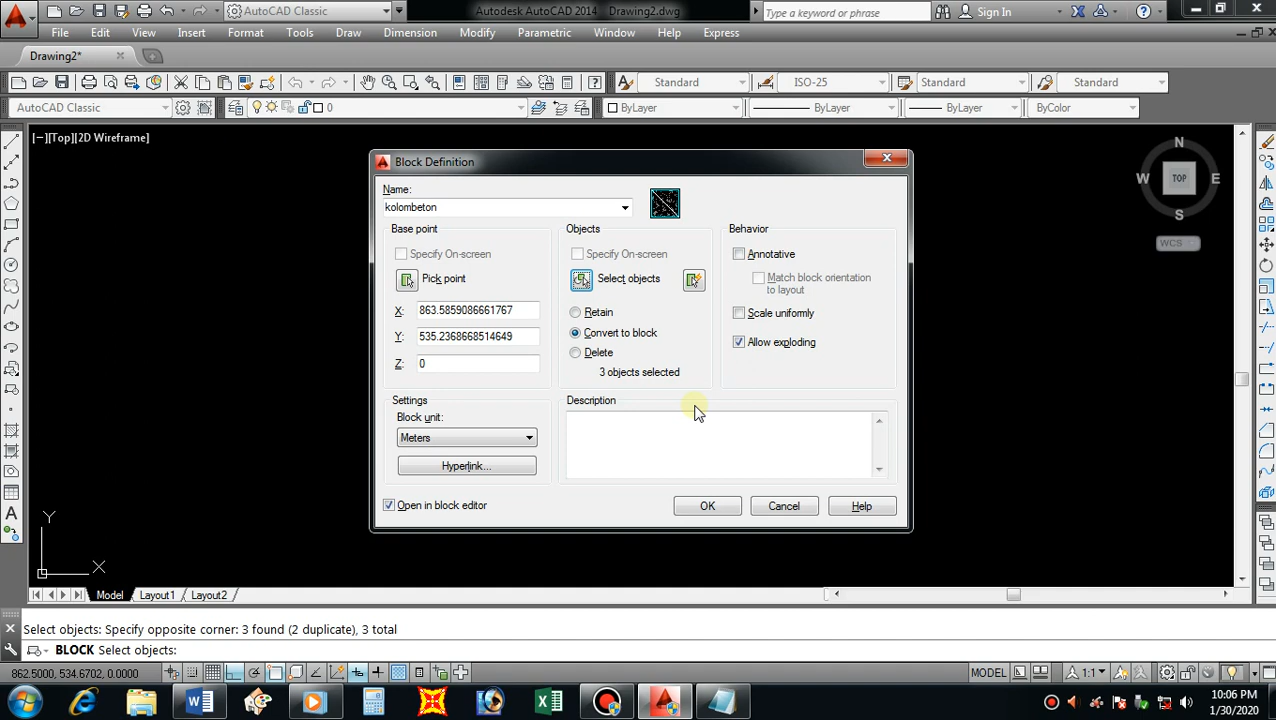 AutoCAD Classic
Autodesk AutoCAD 2014 Drawing2.dwg
Type a keyword or phrase
Sign In
File Edit View Insert Format Tools Draw Dimension Modify Parametric Window Help Express
Drawing2*
Standard ISO-25 Standard Standard
AutoCAD Classic 0 ByLayer ByLayer ByLayer ByColor
[−][Top][2D Wireframe]
N
W TOP E
S
WCS
Block Definition
Name:
kolombeton
Base point
Specify On-screen
Pick point
X: 863.5859086661767
Y: 535.2368668514649
Z: 0
Objects
Specify On-screen
Select objects
Retain
Convert to block
Delete
3 objects selected
Behavior
Annotative
Match block orientation
to layout
Scale uniformly
Allow exploding
Settings
Block unit:
Meters
Hyperlink...
Description
Open in block editor
OK Cancel Help
Y
X
Model Layout1 Layout2
Select objects: Specify opposite corner: 3 found (2 duplicate), 3 total
BLOCK Select objects:
862.5000, 534.6702, 0.0000
MODEL
1:1
10:06 PM
1/30/2020